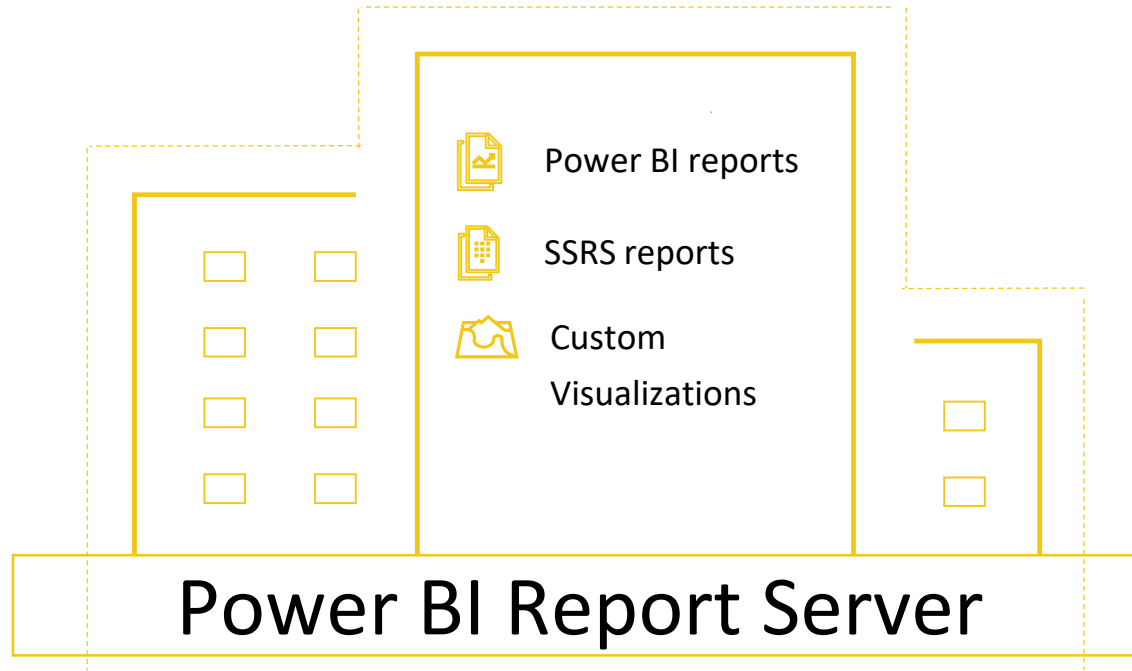 Power BI reports
SSRS reports
Custom
Visualizations
Power BI Report Server